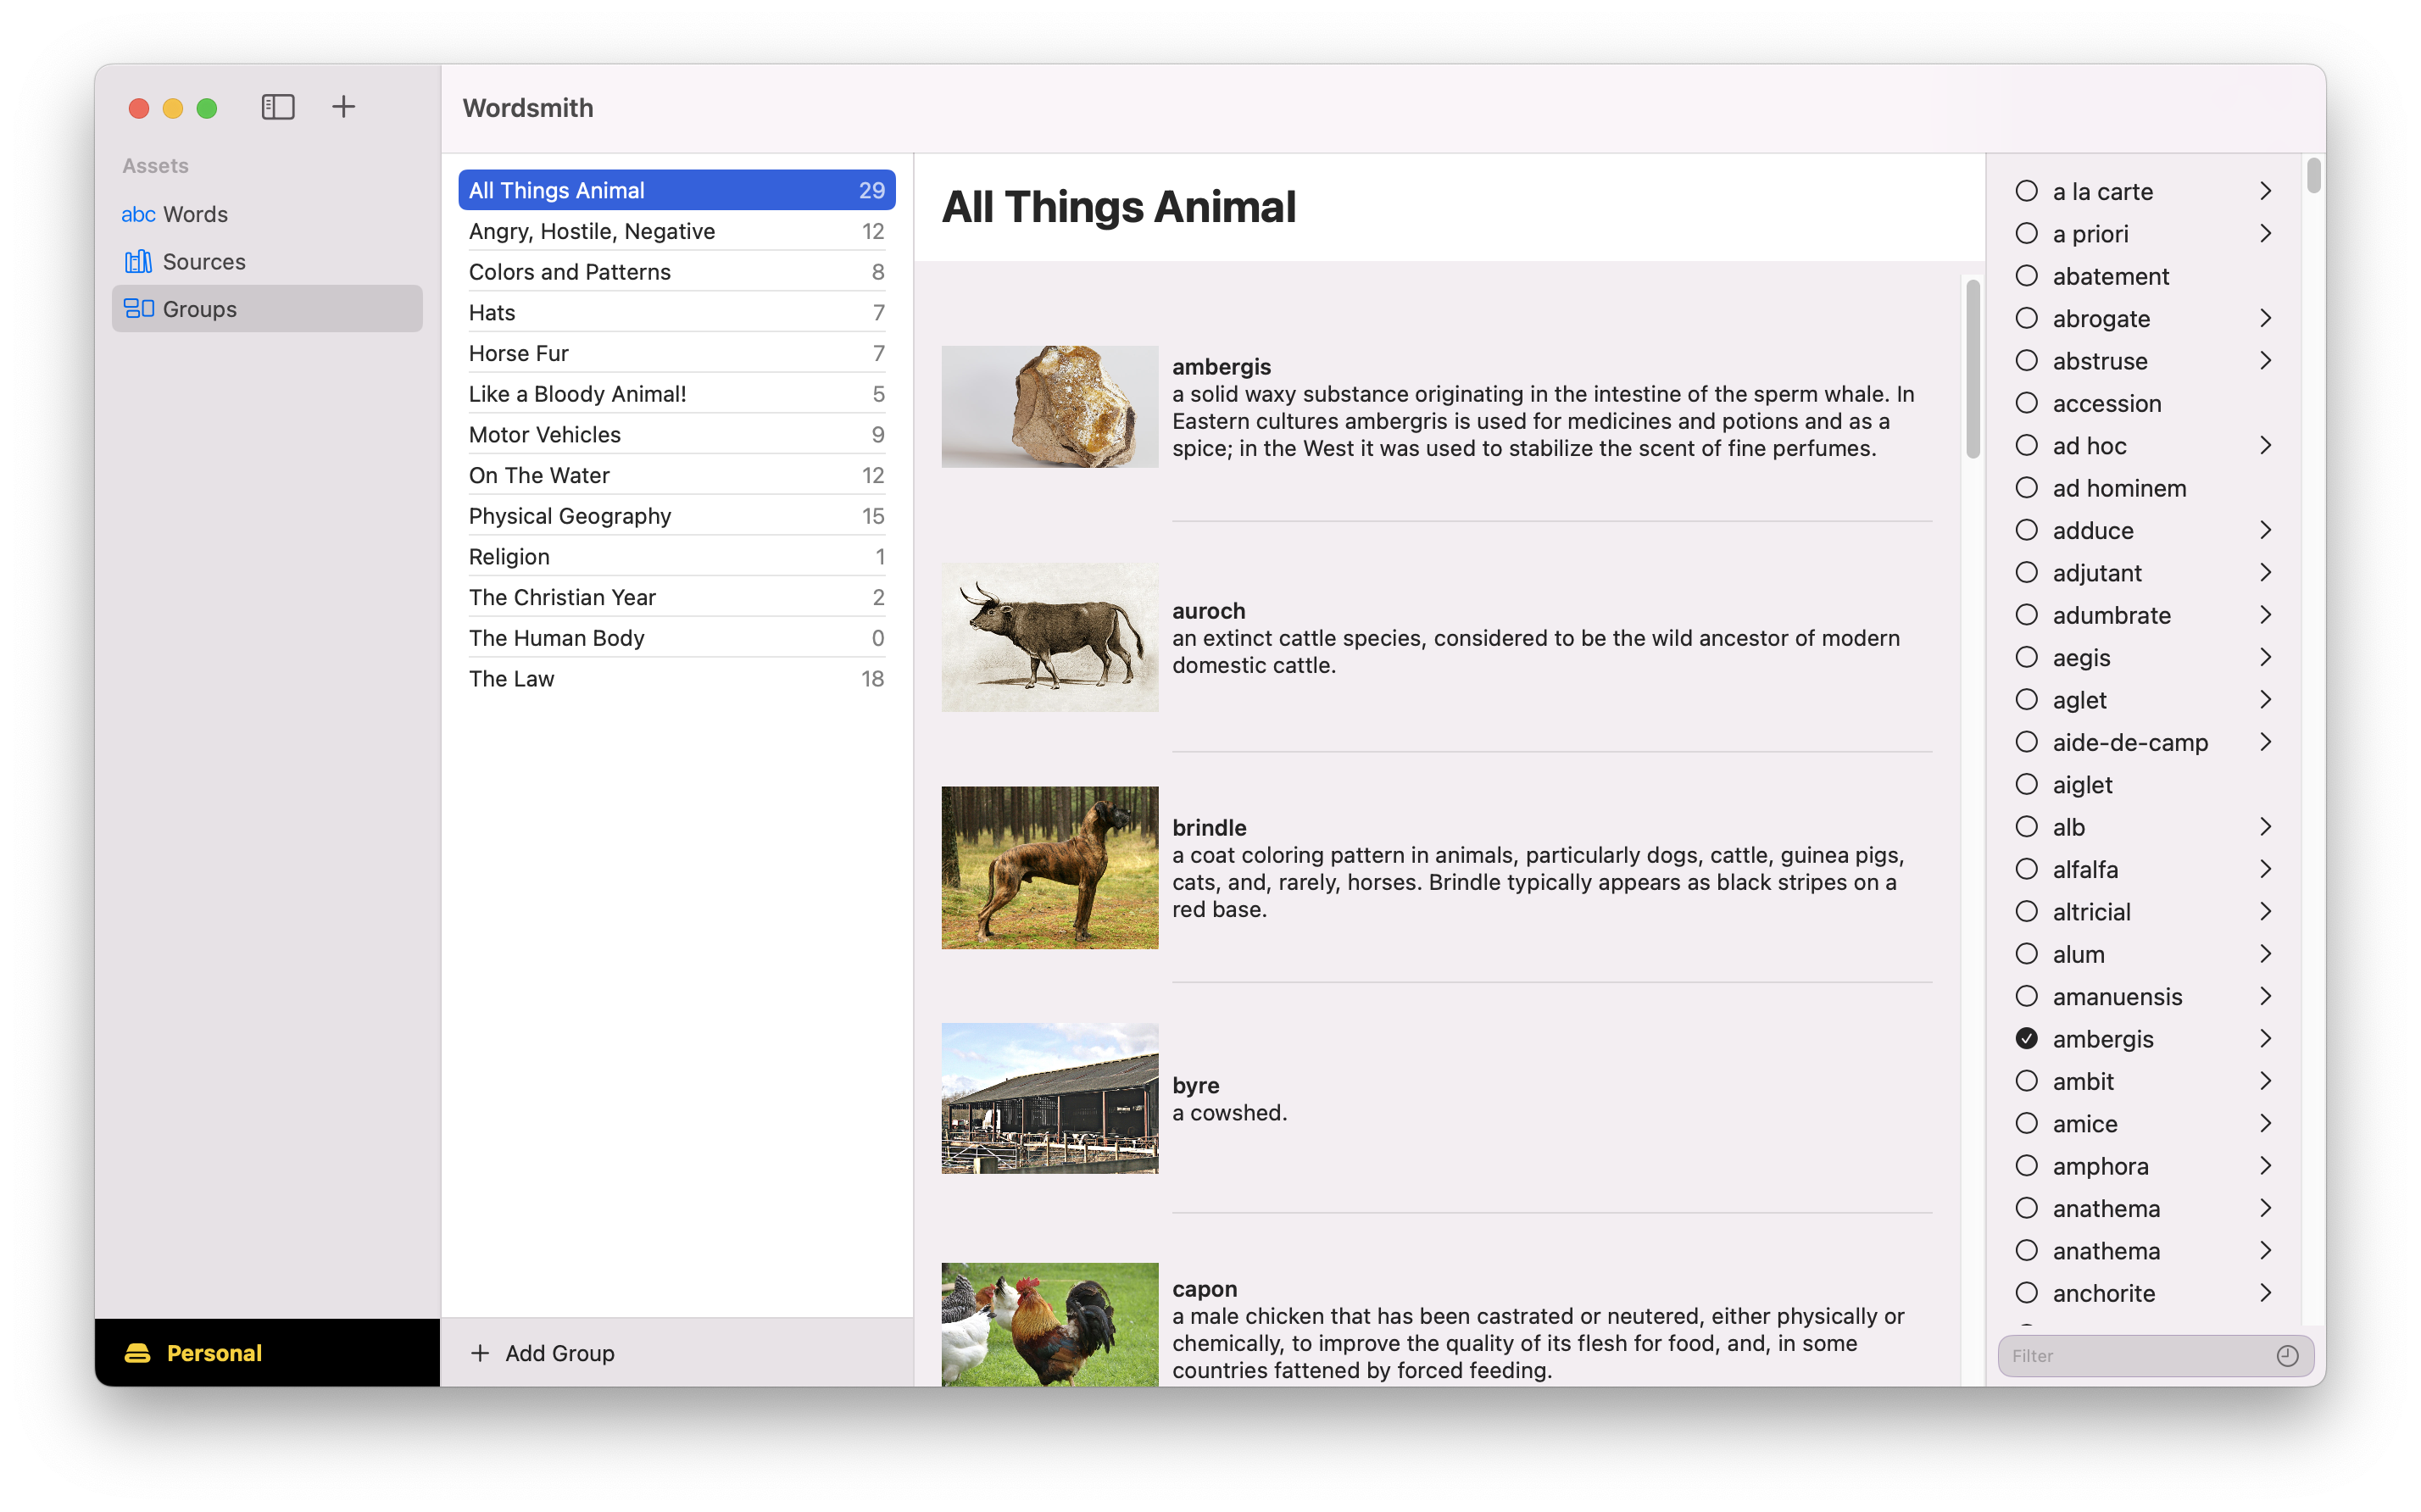 Wordsmith
Assets
abc Words
Sources
Groups
Personal
All Things Animal 29
Angry, Hostile, Negative 12
Colors and Patterns 8
Hats 7
Horse Fur 7
Like a Bloody Animal! 5
Motor Vehicles 9
On The Water 12
Physical Geography 15
Religion 1
The Christian Year 2
The Human Body 0
The Law 18
Add Group
All Things Animal
ambergis
a solid waxy substance originating in the intestine of the sperm whale. In
Eastern cultures ambergris is used for medicines and potions and as a
spice; in the West it was used to stabilize the scent of fine perfumes.
auroch
an extinct cattle species, considered to be the wild ancestor of modern
domestic cattle.
brindle
a coat coloring pattern in animals, particularly dogs, cattle, guinea pigs,
cats, and, rarely, horses. Brindle typically appears as black stripes on a
red base.
byre
a cowshed.
capon
a male chicken that has been castrated or neutered, either physically or
chemically, to improve the quality of its flesh for food, and, in some
countries fattened by forced feeding.
a la carte
a priori
abatement
abrogate
abstruse
accession
ad hoc
ad hominem
adduce
adjutant
adumbrate
aegis
aglet
aide-de-camp
aiglet
alb
alfalfa
altricial
alum
amanuensis
ambergis
ambit
amice
amphora
anathema
anathema
anchorite
Filter